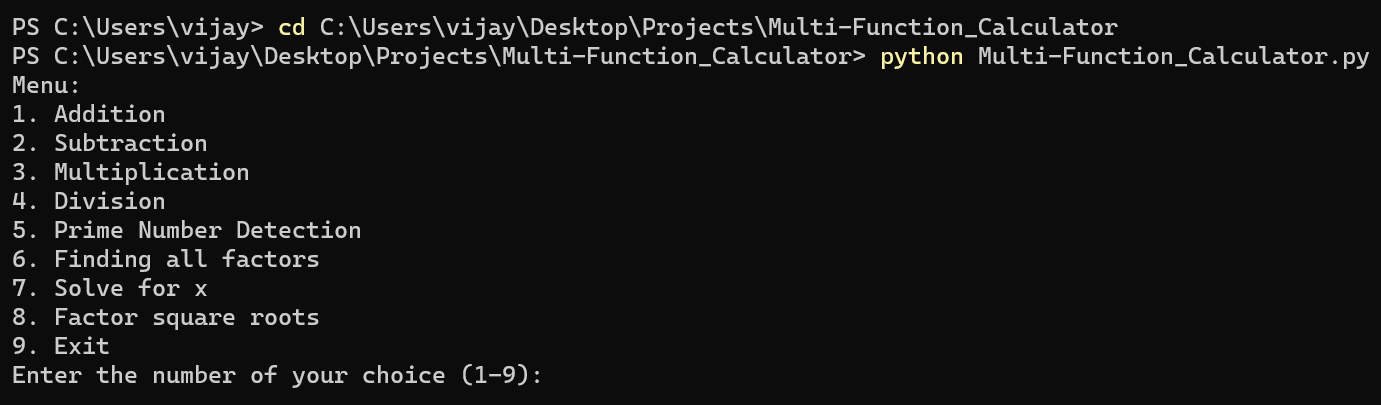 PS C:\Users\vijay> cd C:\Users\vijay\Desktop\Projects\Multi-Function_Calculator
PS C:\Users\vijay\Desktop\Projects\Multi-Function_Calculator> python Multi-Function_Calculator.py
Menu:
1. Addition
2. Subtraction
3. Multiplication
4. Division
5. Prime Number Detection
6. Finding all factors
7. Solve for x
8. Factor square roots
9. Exit
Enter the number of your choice (1-9):